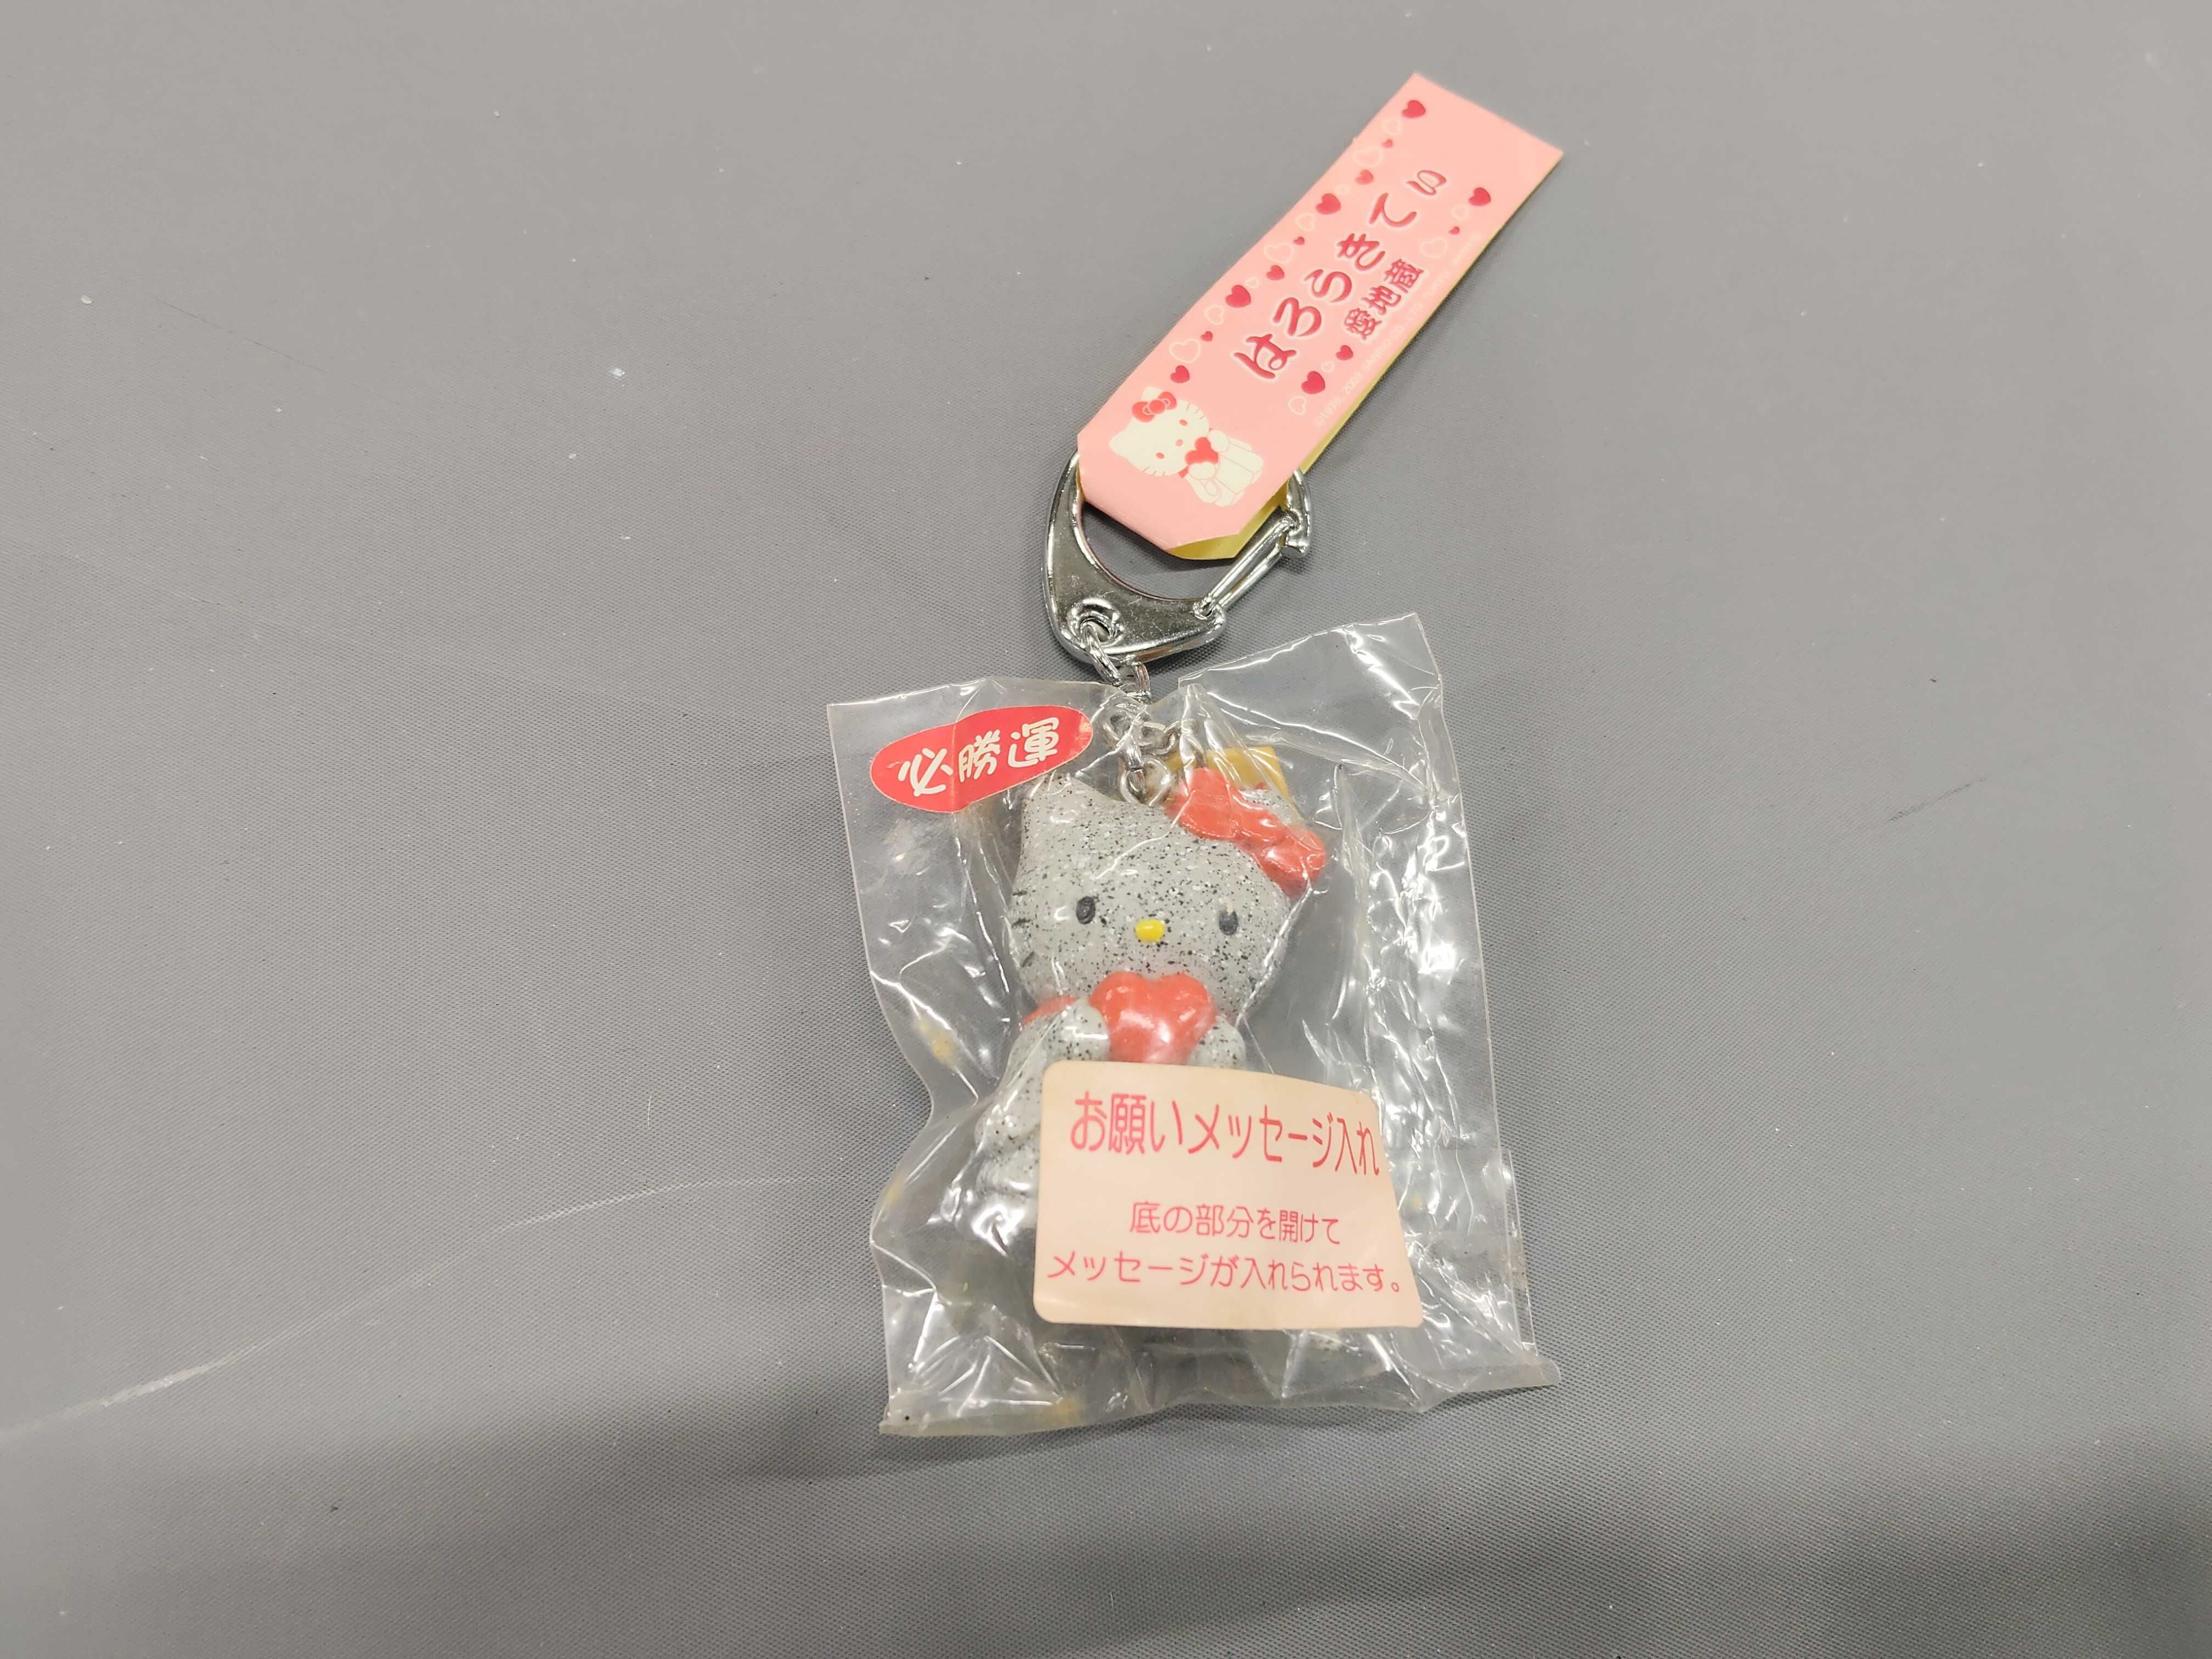 はろうきてぃ
愛地蔵
必勝運
お願いメッセージ入れ
底の部分を開けて
メッセージが入れられます。